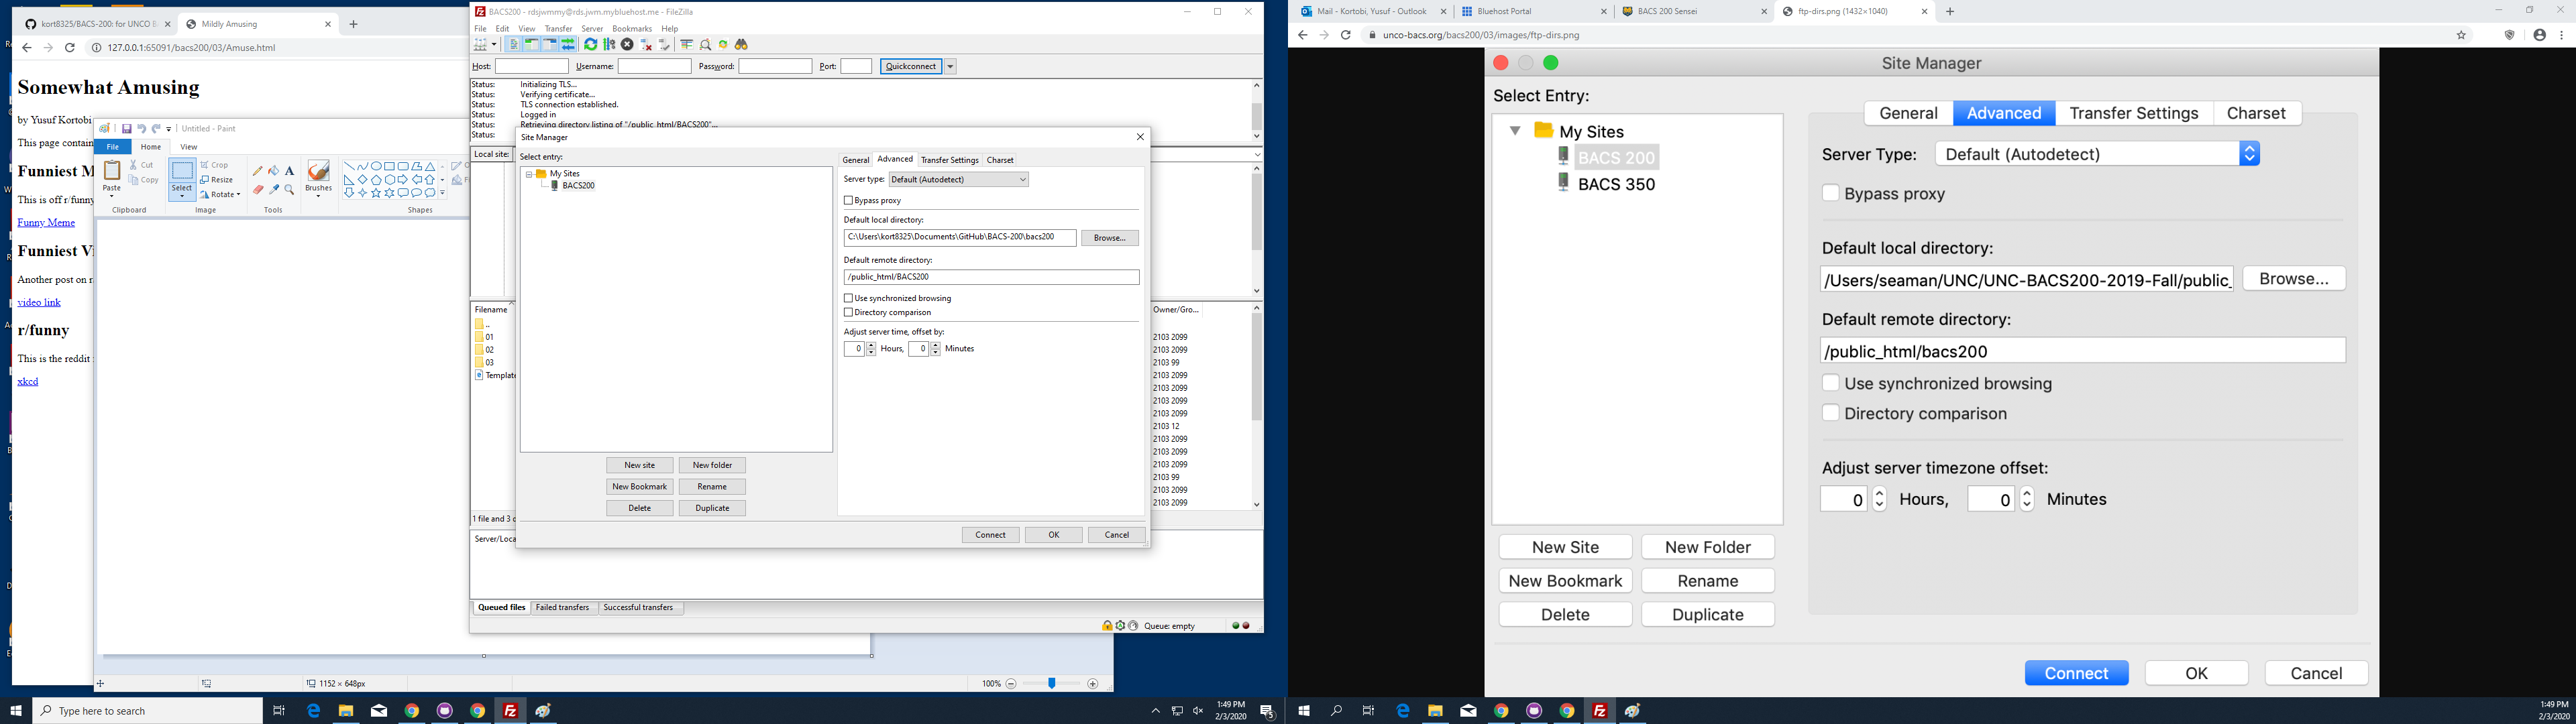 kort8325/BACS-200: for UNCO B
Mildly Amusing
127.0.0.1:65091/bacs200/03/Amuse.html
Somewhat Amusing
by Yusuf Kortobi
This page contain
Funniest M
This is off r/funny
Funny Meme
Funniest Vi
Another post on r
video link
r/funny
This is the reddit
xkcd
Untitled - Paint
File
Home
View
Paste
Cut
Copy
Clipboard
Select
Crop
Resize
Rotate
Image
Tools
Brushes
Shapes
1152 × 648px
100%
BACS200 - rdsjwmmy@rds.jwm.mybluehost.me - FileZilla
File Edit View Transfer Server Bookmarks Help
Host: Username: Password: Port: Quickconnect
Status: Initializing TLS...
Status: Verifying certificate...
Status: TLS connection established.
Status: Logged in
Status: Retrieving directory listing of "/public_html/BACS200"...
Status:
Local site:
Filename
..
01
02
03
Template
1 file and 3 d
Server/Loca
Owner/Gro...
2103 2099
2103 2099
2103 99
2103 2099
2103 2099
2103 2099
2103 2099
2103 12
2103 2099
2103 2099
2103 2099
2103 99
2103 2099
2103 2099
Queued files Failed transfers Successful transfers
Queue: empty
Site Manager
Select entry:
My Sites
BACS200
New site New folder
New Bookmark Rename
Delete Duplicate
General Advanced Transfer Settings Charset
Server type: Default (Autodetect)
Bypass proxy
Default local directory:
C:\Users\kort8325\Documents\GitHub\BACS-200\bacs200 Browse...
Default remote directory:
/public_html/BACS200
Use synchronized browsing
Directory comparison
Adjust server time, offset by:
0 Hours, 0 Minutes
Connect OK Cancel
Type here to search
1:49 PM
2/3/2020
5
Mail - Kortobi, Yusuf - Outlook
Bluehost Portal
BACS 200 Sensei
ftp-dirs.png (1432×1040)
unco-bacs.org/bacs200/03/images/ftp-dirs.png
Site Manager
Select Entry:
My Sites
BACS 200
BACS 350
New Site New Folder
New Bookmark Rename
Delete Duplicate
General Advanced Transfer Settings Charset
Server Type: Default (Autodetect)
Bypass proxy
Default local directory:
/Users/seaman/UNC/UNC-BACS200-2019-Fall/public_ Browse...
Default remote directory:
/public_html/bacs200
Use synchronized browsing
Directory comparison
Adjust server timezone offset:
0 Hours, 0 Minutes
Connect OK Cancel
1:49 PM
2/3/2020